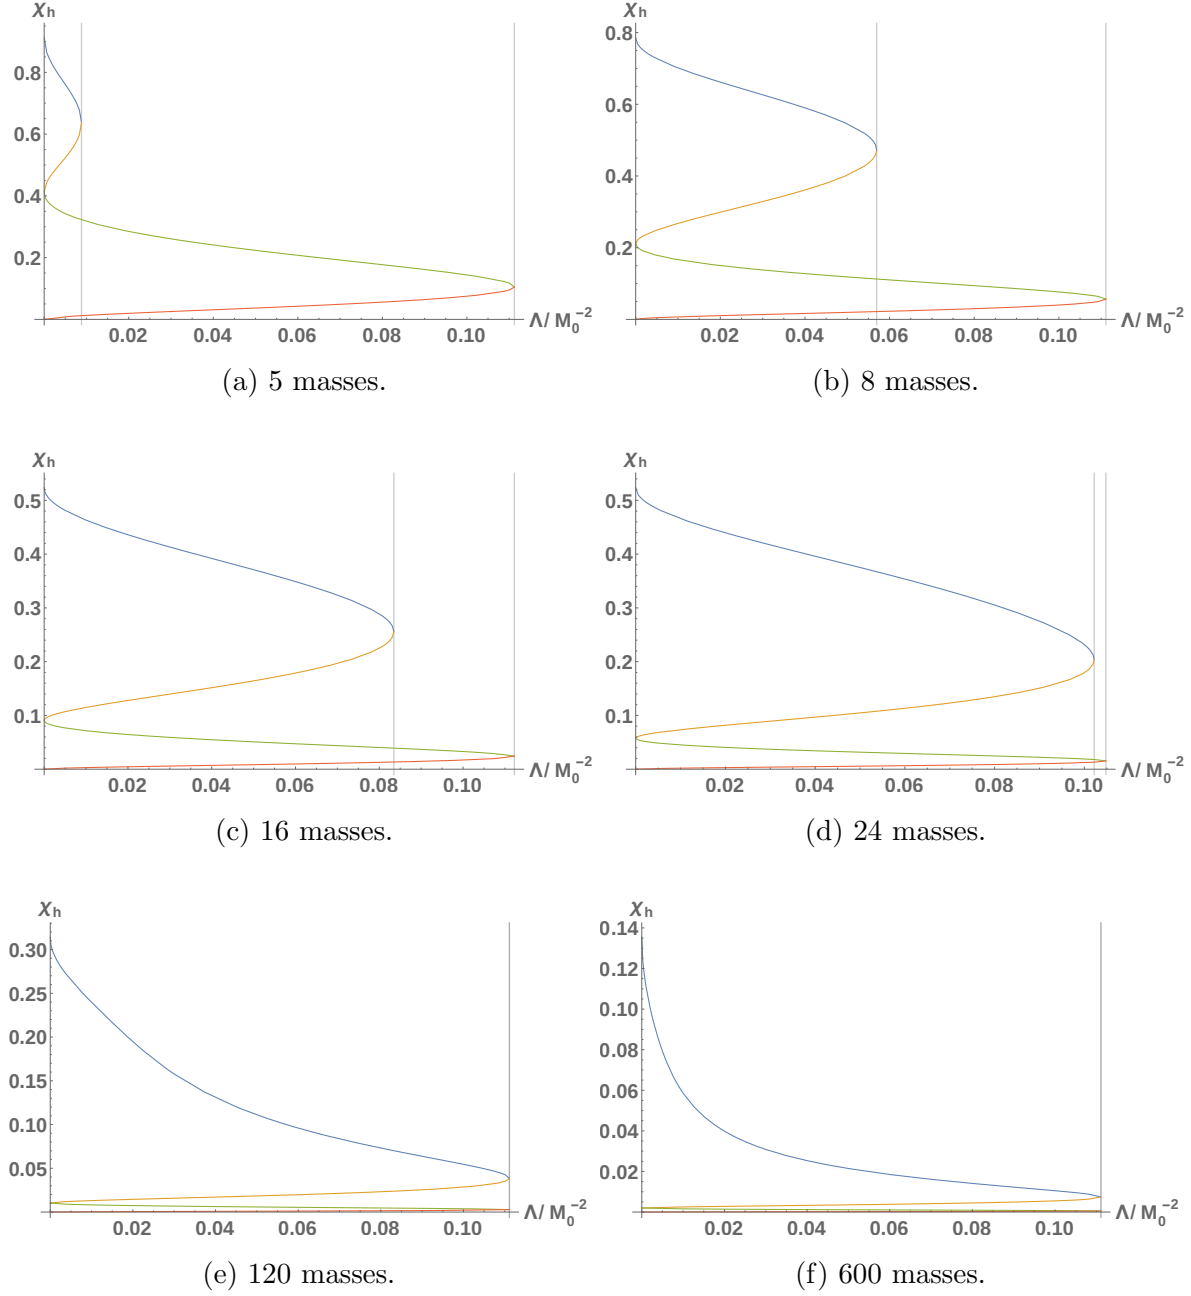 χh
χh
0.8
0.6
0.4
0.2
0.02 0.04 0.06 0.08 0.10
Λ/ M0^-2
0.8
0.6
0.4
0.2
0.02 0.04 0.06 0.08 0.10
Λ/ M0^-2
(a) 5 masses.
(b) 8 masses.
χh
χh
0.5
0.4
0.3
0.2
0.1
0.02 0.04 0.06 0.08 0.10
Λ/ M0^-2
0.5
0.4
0.3
0.2
0.1
0.02 0.04 0.06 0.08 0.10
Λ/ M0^-2
(c) 16 masses.
(d) 24 masses.
χh
χh
0.30
0.25
0.20
0.15
0.10
0.05
0.02 0.04 0.06 0.08 0.10
Λ/ M0^-2
0.14
0.12
0.10
0.08
0.06
0.04
0.02
0.02 0.04 0.06 0.08 0.10
Λ/ M0^-2
(e) 120 masses.
(f) 600 masses.